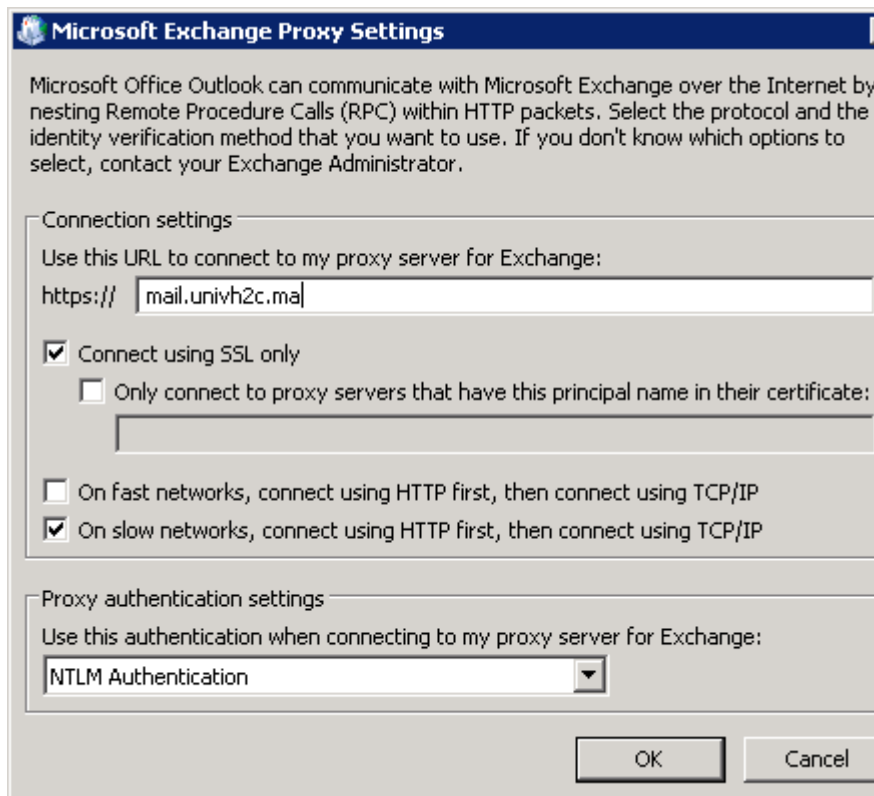 Microsoft Exchange Proxy Settings
Microsoft Office Outlook can communicate with Microsoft Exchange over the Internet by
nesting Remote Procedure Calls (RPC) within HTTP packets. Select the protocol and the
identity verification method that you want to use. If you don't know which options to
select, contact your Exchange Administrator.
Connection settings
Use this URL to connect to my proxy server for Exchange:
https:// mail.univh2c.ma
Connect using SSL only
Only connect to proxy servers that have this principal name in their certificate:
On fast networks, connect using HTTP first, then connect using TCP/IP
On slow networks, connect using HTTP first, then connect using TCP/IP
Proxy authentication settings
Use this authentication when connecting to my proxy server for Exchange:
NTLM Authentication
OK Cancel